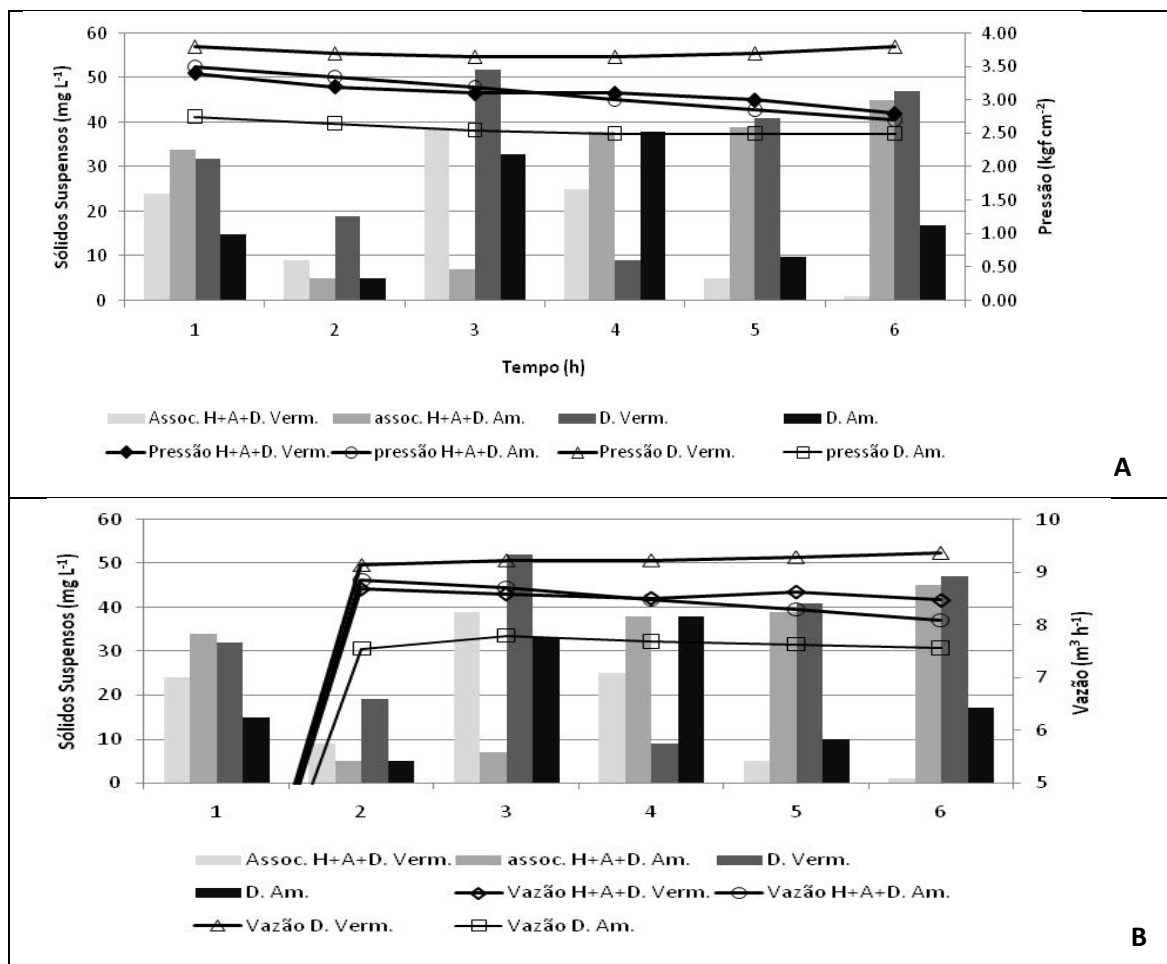 60
50
40
30
20
10
0
Sólidos Suspensos (mg L-1)
4.00
3.50
3.00
2.50
2.00
1.50
1.00
0.50
0.00
Pressão (kgf cm-2)
1 2 3 4 5 6
Tempo (h)
Assoc. H+A+D. Verm. assoc. H+A+D. Am. D. Verm. D. Am.
Pressão H+A+D. Verm. pressão H+A+D. Am. Pressão D. Verm. pressão D. Am.
A
60
50
40
30
20
10
0
Sólidos Suspensos (mg L-1)
10
9
8
7
6
5
Vazão (m3 h-1)
1 2 3 4 5 6
Assoc. H+A+D. Verm. assoc. H+A+D. Am. D. Verm.
D. Am. Vazão H+A+D. Verm. Vazão H+A+D. Am.
Vazão D. Verm. Vazão D. Am.
B